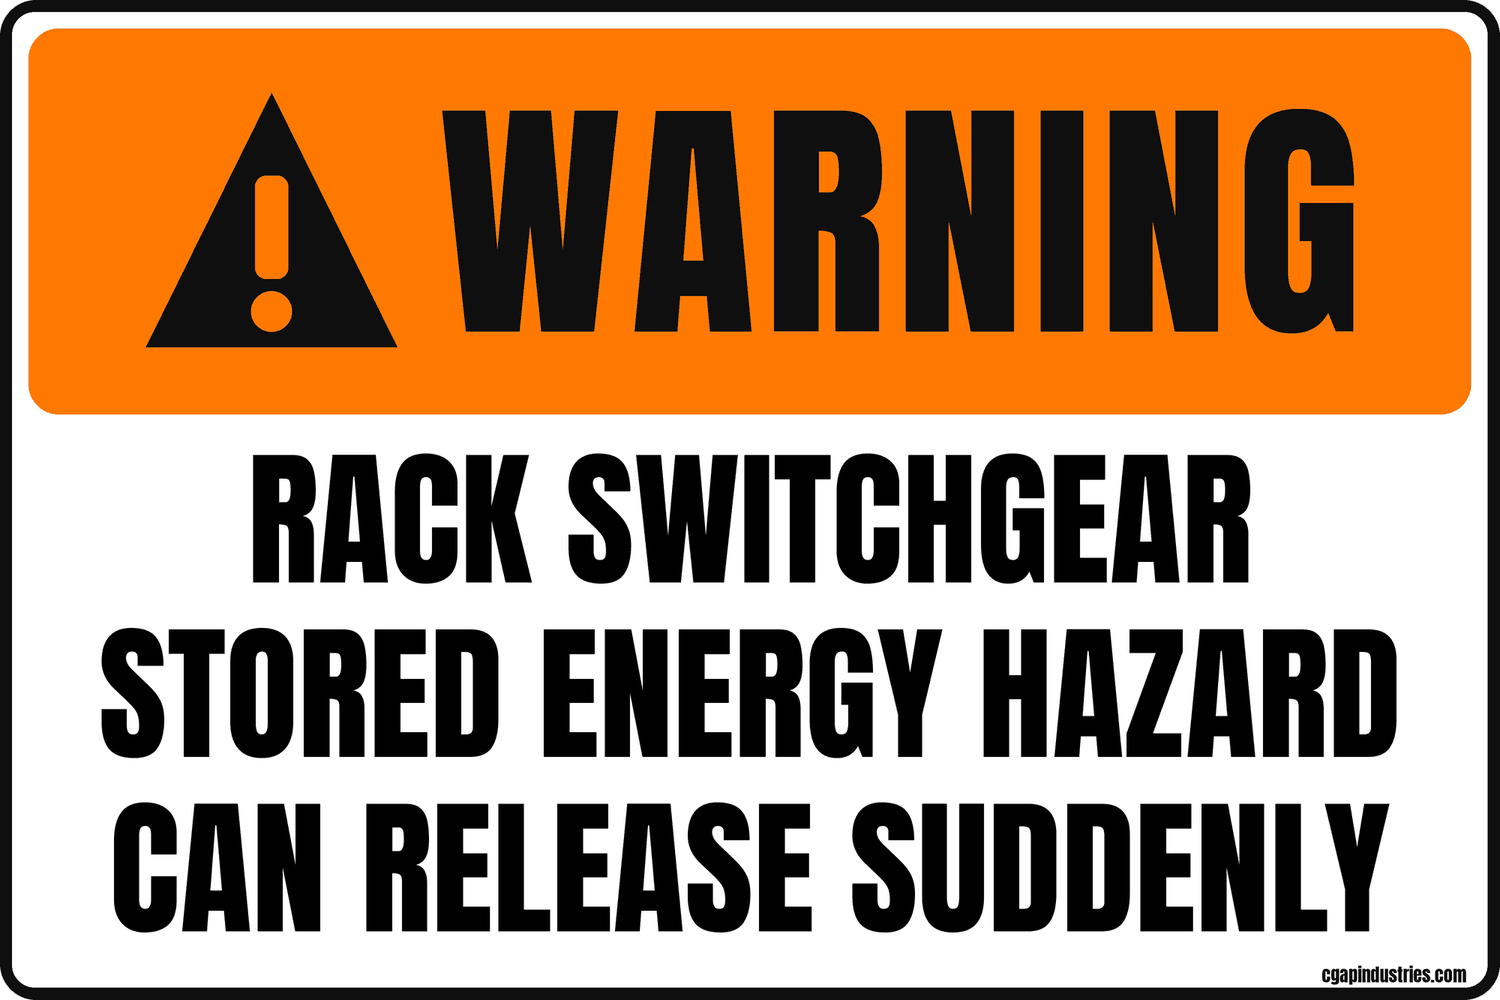 WARNING
RACK SWITCHGEAR
STORED ENERGY HAZARD
CAN RELEASE SUDDENLY
cgapindustries.com